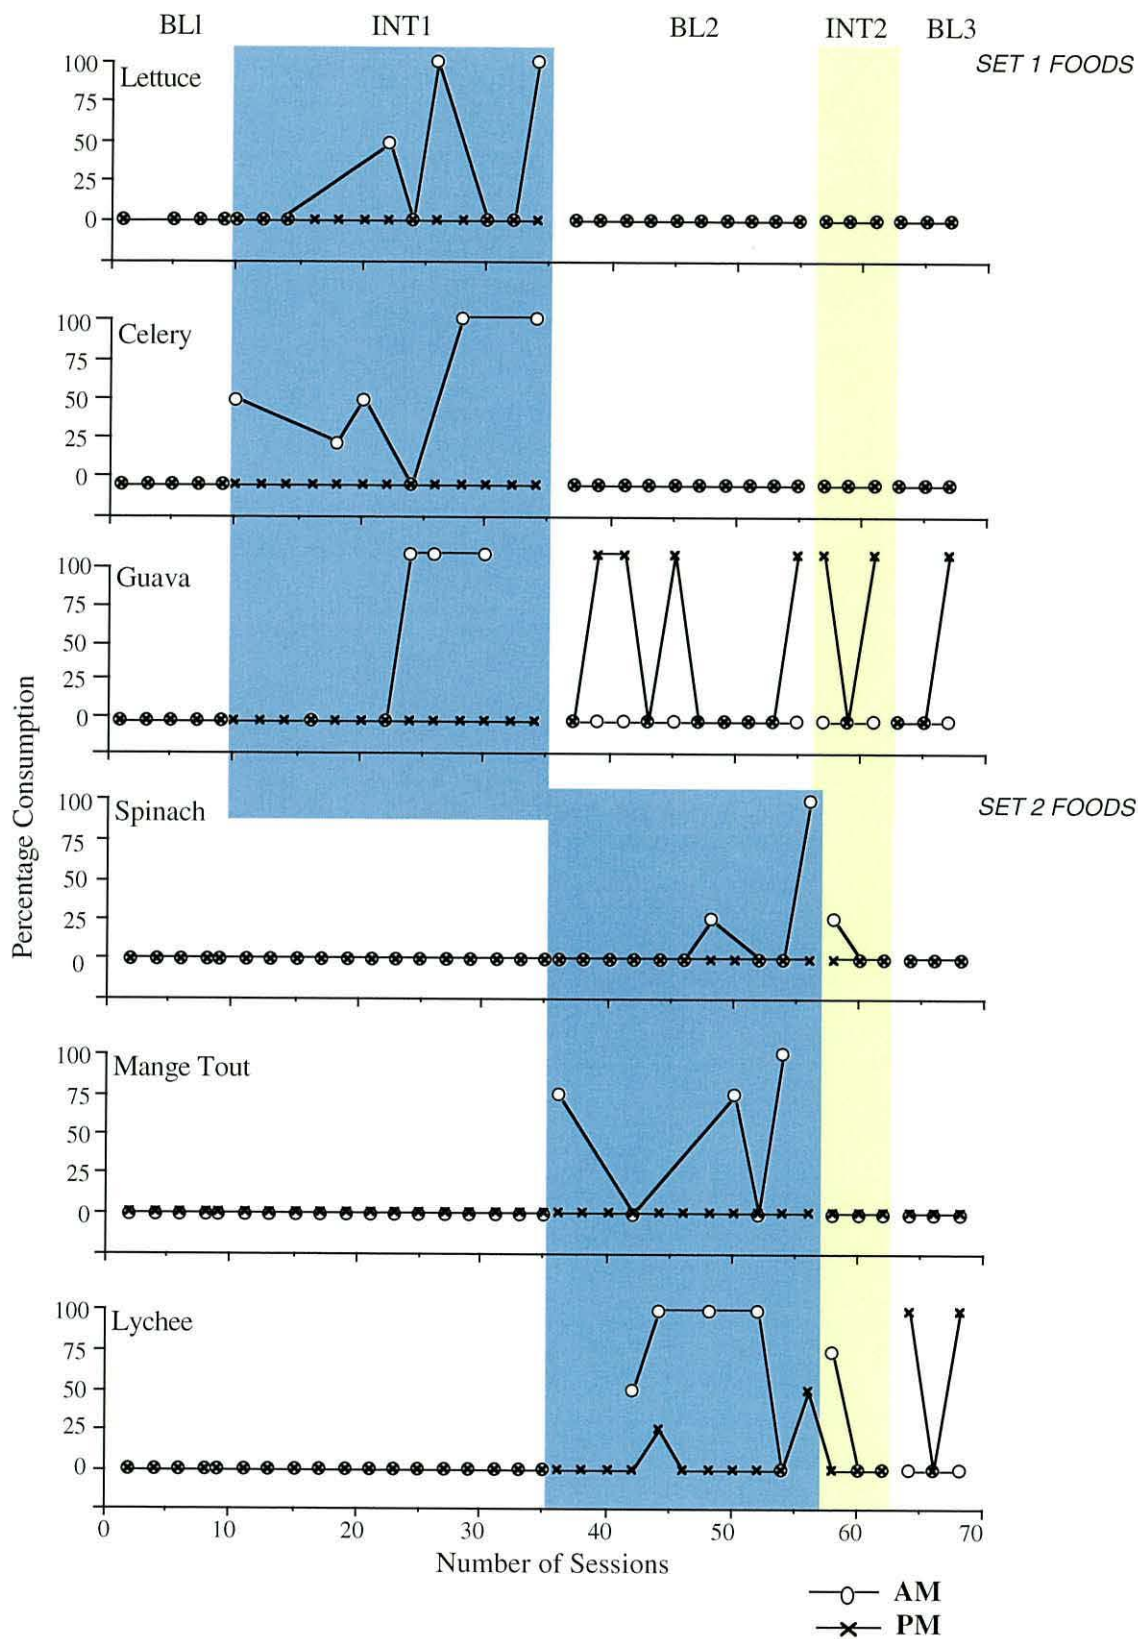 BL1 INT1 BL2 INT2 BL3
SET 1 FOODS
Lettuce
100
75
50
25
0
Celery
100
75
50
25
0
Guava
100
75
50
25
0
Percentage Consumption
SET 2 FOODS
Spinach
100
75
50
25
0
Mange Tout
100
75
50
25
0
Lychee
100
75
50
25
0
0 10 20 30 40 50 60 70
Number of Sessions
AM
PM